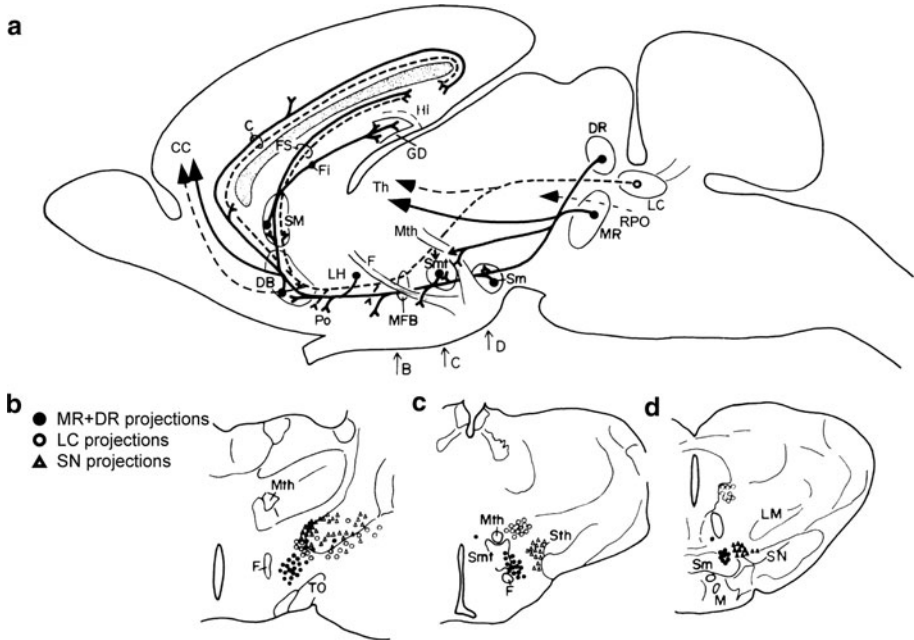 a
CC
C
FS
Fi
Hi
GD
SM
DB
LH
F
Po
MFB
Th
Mth
Smt
Sm
DR
LC
RPO
MR
B
C
D
b
MR+DR projections
LC projections
SN projections
Mth
F
TO
c
Mth
Smt
Sth
F
d
LM
SN
Sm
M